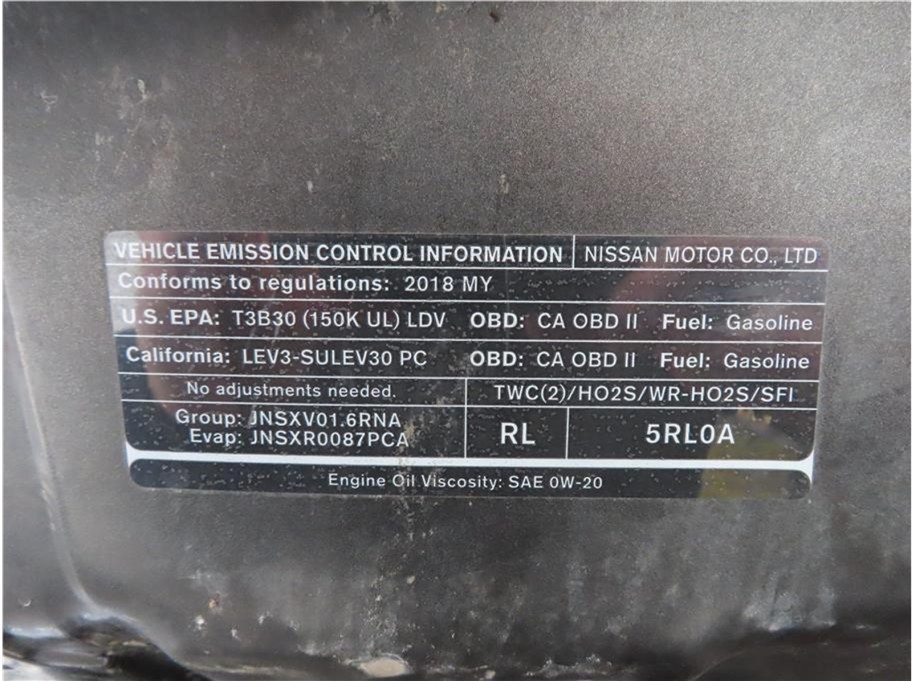 VEHICLE EMISSION CONTROL INFORMATION NISSAN MOTOR CO., LTD
Conforms to regulations: 2018 MY
U.S. EPA: T3B30 (150K UL) LDV OBD: CA OBD II Fuel: Gasoline
California: LEV3-SULEV30 PC OBD: CA OBD II Fuel: Gasoline
No adjustments needed. TWC(2)/HO2S/WR-HO2S/SFI
Group: JNSXV01.6RNA
Evap: JNSXR0087PCA
RL 5RL0A
Engine Oil Viscosity: SAE 0W-20